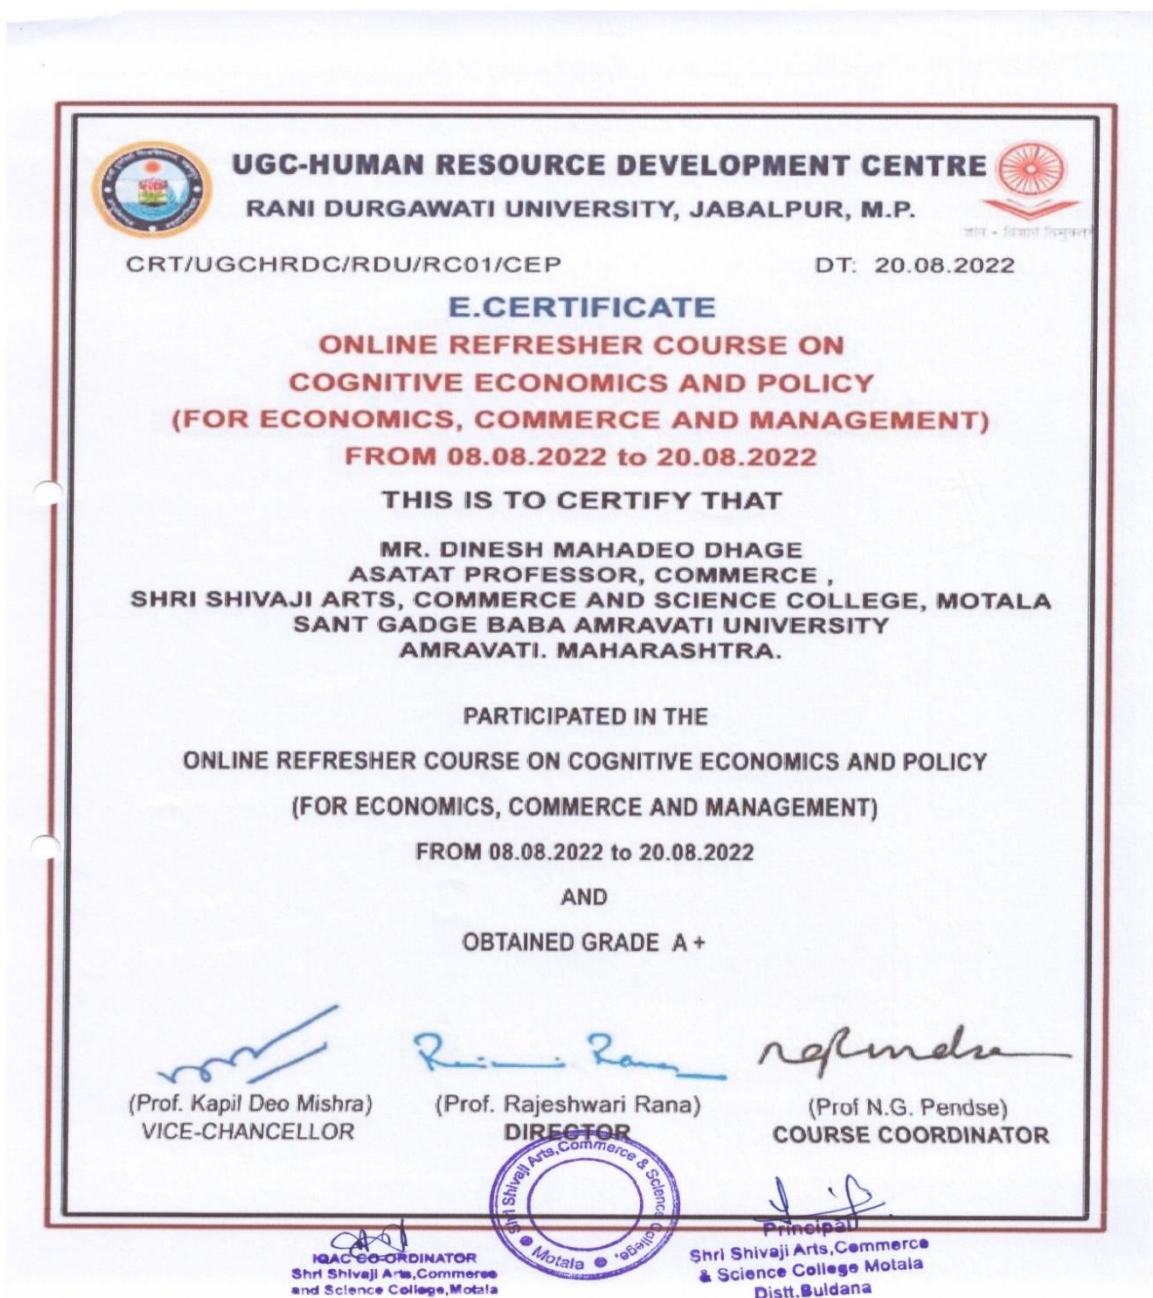 UGC-HUMAN RESOURCE DEVELOPMENT CENTRE
RANI DURGAWATI UNIVERSITY, JABALPUR, M.P.
CRT/UGCHRDC/RDU/RC01/CEP
DT: 20.08.2022
E.CERTIFICATE
ONLINE REFRESHER COURSE ON
COGNITIVE ECONOMICS AND POLICY
(FOR ECONOMICS, COMMERCE AND MANAGEMENT)
FROM 08.08.2022 to 20.08.2022
THIS IS TO CERTIFY THAT
MR. DINESH MAHADEO DHAGE
ASATAT PROFESSOR, COMMERCE ,
SHRI SHIVAJI ARTS, COMMERCE AND SCIENCE COLLEGE, MOTALA
SANT GADGE BABA AMRAVATI UNIVERSITY
AMRAVATI. MAHARASHTRA.
PARTICIPATED IN THE
ONLINE REFRESHER COURSE ON COGNITIVE ECONOMICS AND POLICY
(FOR ECONOMICS, COMMERCE AND MANAGEMENT)
FROM 08.08.2022 to 20.08.2022
AND
OBTAINED GRADE A +
(Prof. Kapil Deo Mishra)
VICE-CHANCELLOR
(Prof. Rajeshwari Rana)
DIRECTOR
(Prof N.G. Pendse)
COURSE COORDINATOR
Shri Shivaji Arts,Commerce & Science College,
Motala
IQAC CO-ORDINATOR
Shri Shivaji Arts,Commerce
and Science College,Motala
Principal
Shri Shivaji Arts,Commerce
& Science College Motala
Distt.Buldana